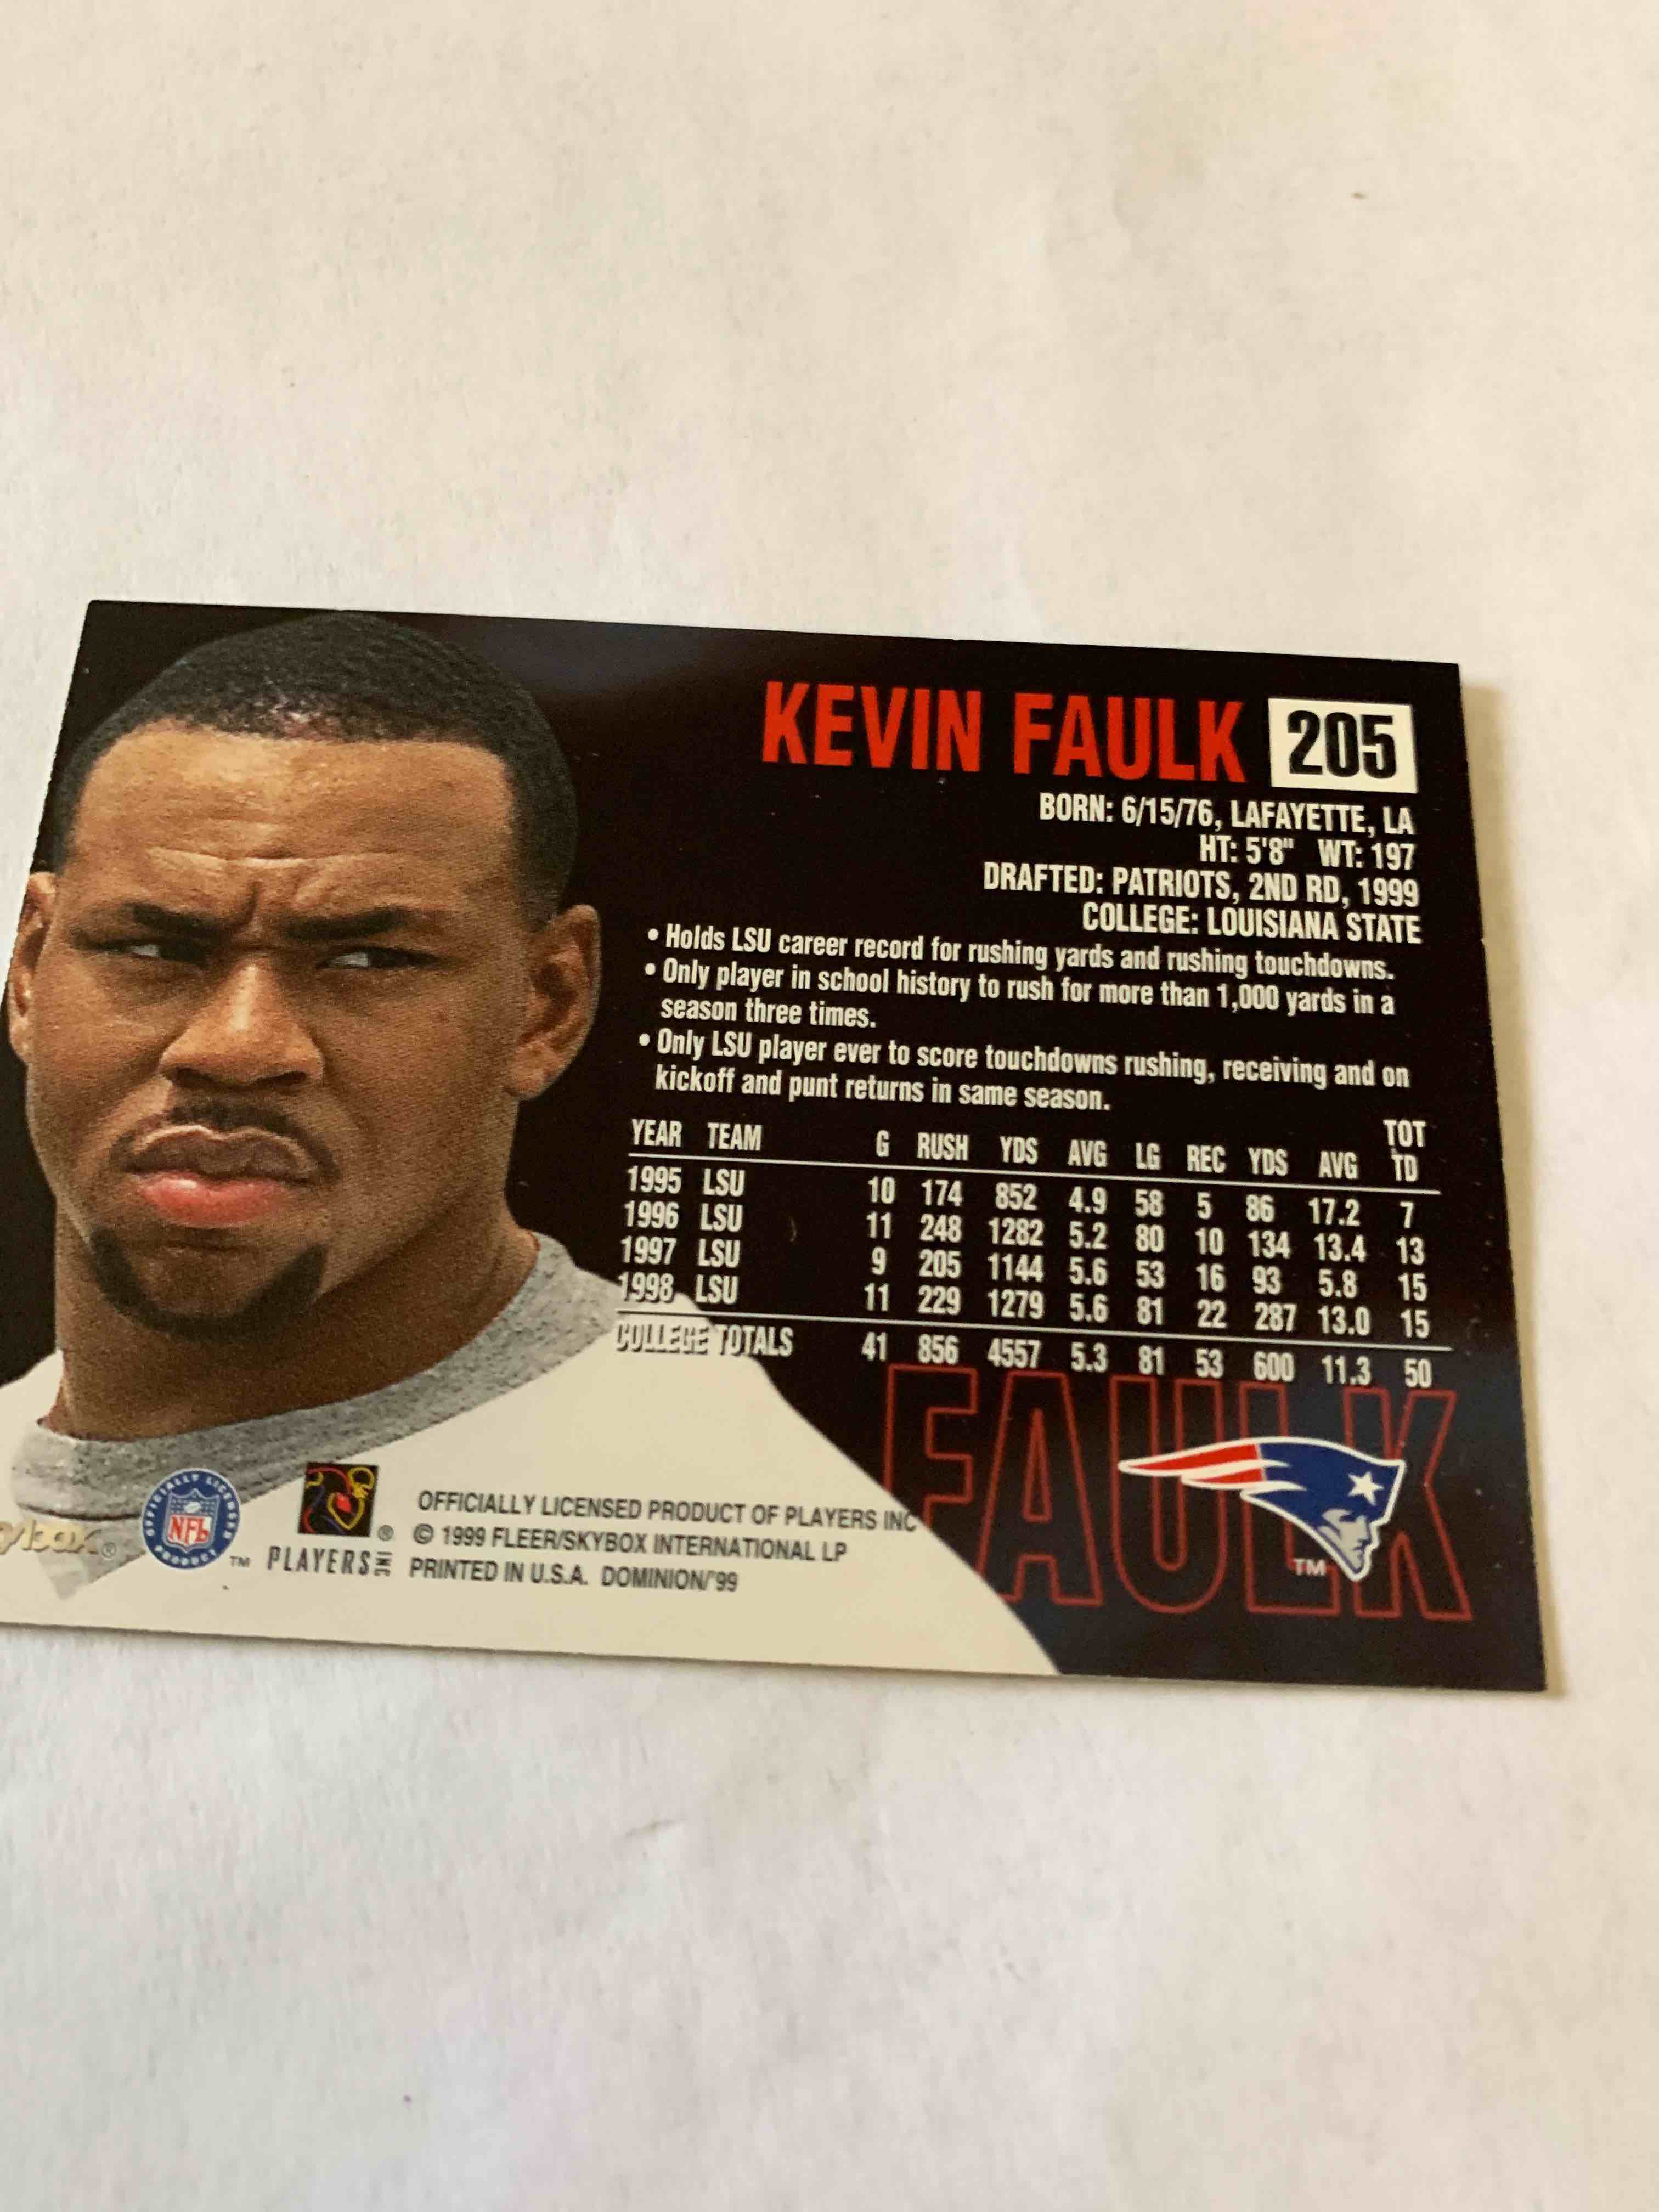 KEVIN FAULK 205
BORN: 6/15/76, LAFAYETTE, LA
HT: 5'8" WT: 197
DRAFTED: PATRIOTS, 2ND RD, 1999
COLLEGE: LOUISIANA STATE
• Holds LSU career record for rushing yards and rushing touchdowns.
• Only player in school history to rush for more than 1,000 yards in a
season three times.
• Only LSU player ever to score touchdowns rushing, receiving and on
kickoff and punt returns in same season.
YEAR TEAM G RUSH YDS AVG LG REC YDS AVG TOT TD
1995 LSU 10 174 852 4.9 58 5 86 17.2 7
1996 LSU 11 248 1282 5.2 80 10 134 13.4 13
1997 LSU 9 205 1144 5.6 53 16 93 5.8 15
1998 LSU 11 229 1279 5.6 81 22 287 13.0 15
COLLEGE TOTALS 41 856 4557 5.3 81 53 600 11.3 50
FAULK
TM
OFFICIALLY LICENSED PRODUCT
NFL
TM
PLAYERS INC ®
OFFICIALLY LICENSED PRODUCT OF PLAYERS INC
© 1999 FLEER/SKYBOX INTERNATIONAL LP
PRINTED IN U.S.A. DOMINION/'99